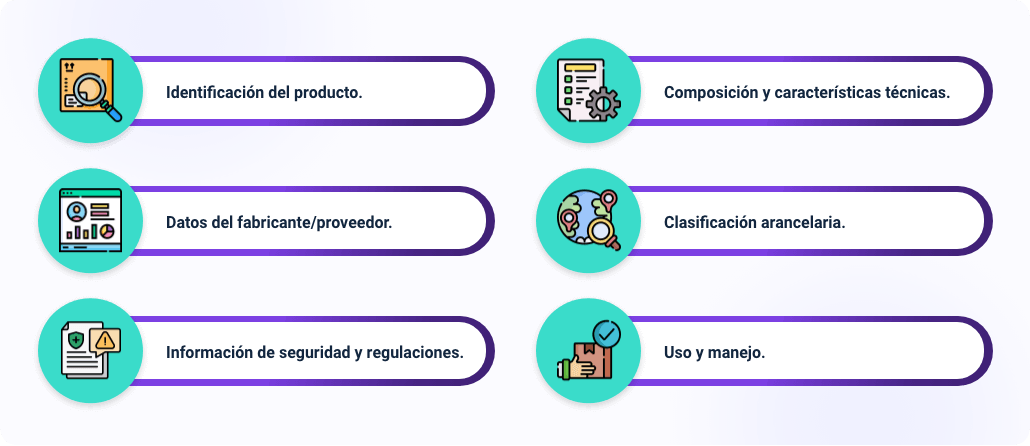 Identificación del producto.
Composición y características técnicas.
Datos del fabricante/proveedor.
Clasificación arancelaria.
Información de seguridad y regulaciones.
Uso y manejo.